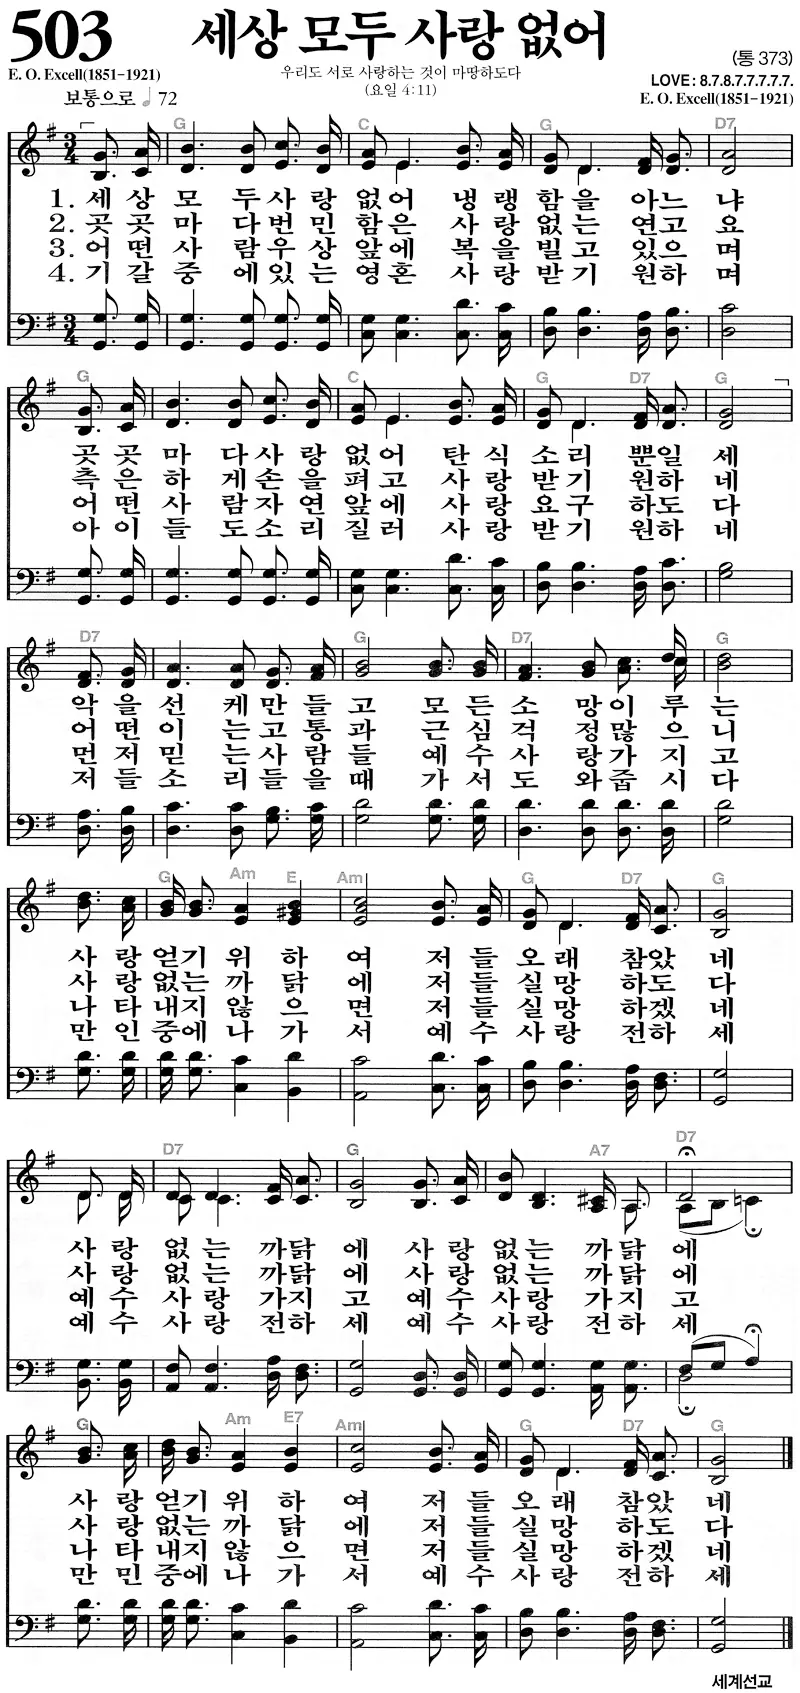 503 세상 모두 사랑 없어
(통 373)
E. O. Excell(1851-1921)
우리도 서로 사랑하는 것이 마땅하도다
LOVE : 8.7.8.7.7.7.7.7.
보통으로 ♩ 72
(요일 4:11)
E. O. Excell(1851-1921)
G C G D7
1. 세 상 모 두 사 랑 없 어 냉 랭 함 을 아 느 냐
2. 곳 곳 마 다 번 민 함 은 사 랑 없 는 연 고 요
3. 어 떤 사 람 우 상 앞 에 복 을 빌 고 있 으 며
4. 기 갈 중 에 있 는 영 혼 사 랑 받 기 원 하 며
G C G D7 G
곳 곳 마 다 사 랑 없 어 탄 식 소 리 뿐 일 세
측 은 하 게 손 을 펴 고 사 랑 받 기 원 하 네
어 떤 사 람 자 연 앞 에 사 랑 요 구 하 도 다
아 이 들 도 소 리 질 러 사 랑 받 기 원 하 네
D7 G D7 G
악 을 선 케 만 들 고 모 든 소 망 이 루 는
어 떤 이 는 고 통 과 근 심 걱 정 많 으 니
먼 저 믿 는 사 람 들 예 수 사 랑 가 지 고
저 들 소 리 들 을 때 가 서 도 와 줍 시 다
G Am E Am G D7 G
사 랑 얻 기 위 하 여 저 들 오 래 참 았 네
사 랑 없 는 까 닭 에 저 들 실 망 하 도 다
나 타 내 지 않 으 면 저 들 실 망 하 겠 네
만 인 중 에 나 가 서 예 수 사 랑 전 하 세
D7 G A7 D7
사 랑 없 는 까 닭 에 사 랑 없 는 까 닭 에
사 랑 없 는 까 닭 에 사 랑 없 는 까 닭 에
예 수 사 랑 가 지 고 예 수 사 랑 가 지 고
예 수 사 랑 전 하 세 예 수 사 랑 전 하 세
G Am E7 Am G D7 G
사 랑 얻 기 위 하 여 저 들 오 래 참 았 네
사 랑 없 는 까 닭 에 저 들 실 망 하 도 다
나 타 내 지 않 으 면 저 들 실 망 하 겠 네
만 민 중 에 나 가 서 예 수 사 랑 전 하 세
세계선교